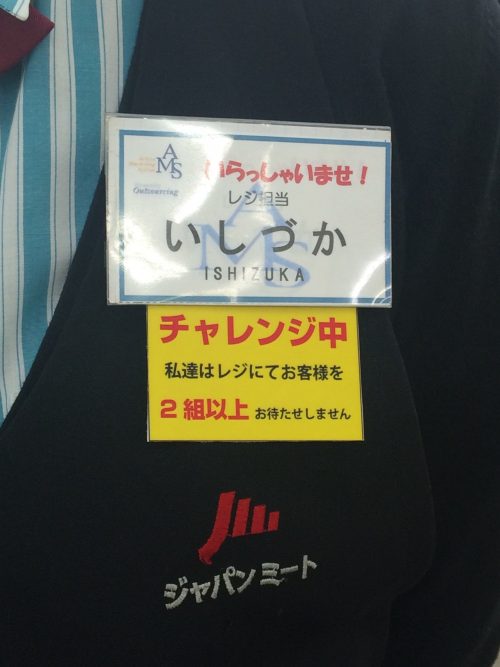 AMS
Outsourcing
いらっしゃいませ!
レジ担当
いしづか
ISHIZUKA
チャレンジ中
私達はレジにてお客様を
2組以上 お待たせしません
ジャパンミート